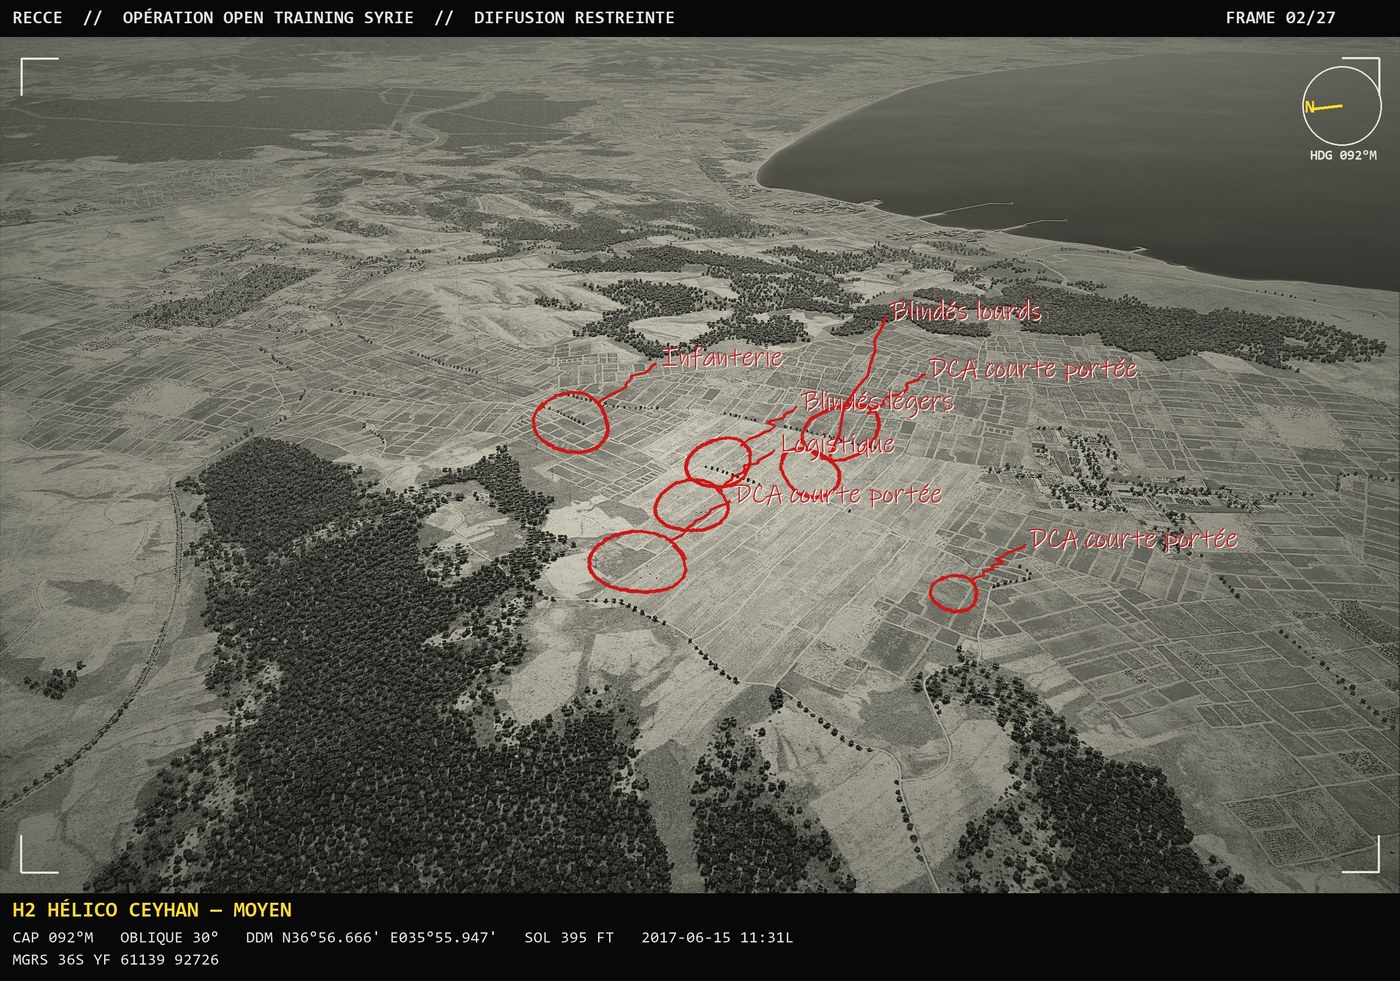 RECCE // OPÉRATION OPEN TRAINING SYRIE // DIFFUSION RESTREINTE
FRAME 02/27
N
HDG 092°M
Blindés lourds
Infanterie
DCA courte portée
Blindés légers
Logistique
DCA courte portée
DCA courte portée
H2 HÉLICO CEYHAN — MOYEN
CAP 092°M OBLIQUE 30° DDM N36°56.666' E035°55.947' SOL 395 FT 2017-06-15 11:31L
MGRS 36S YF 61139 92726